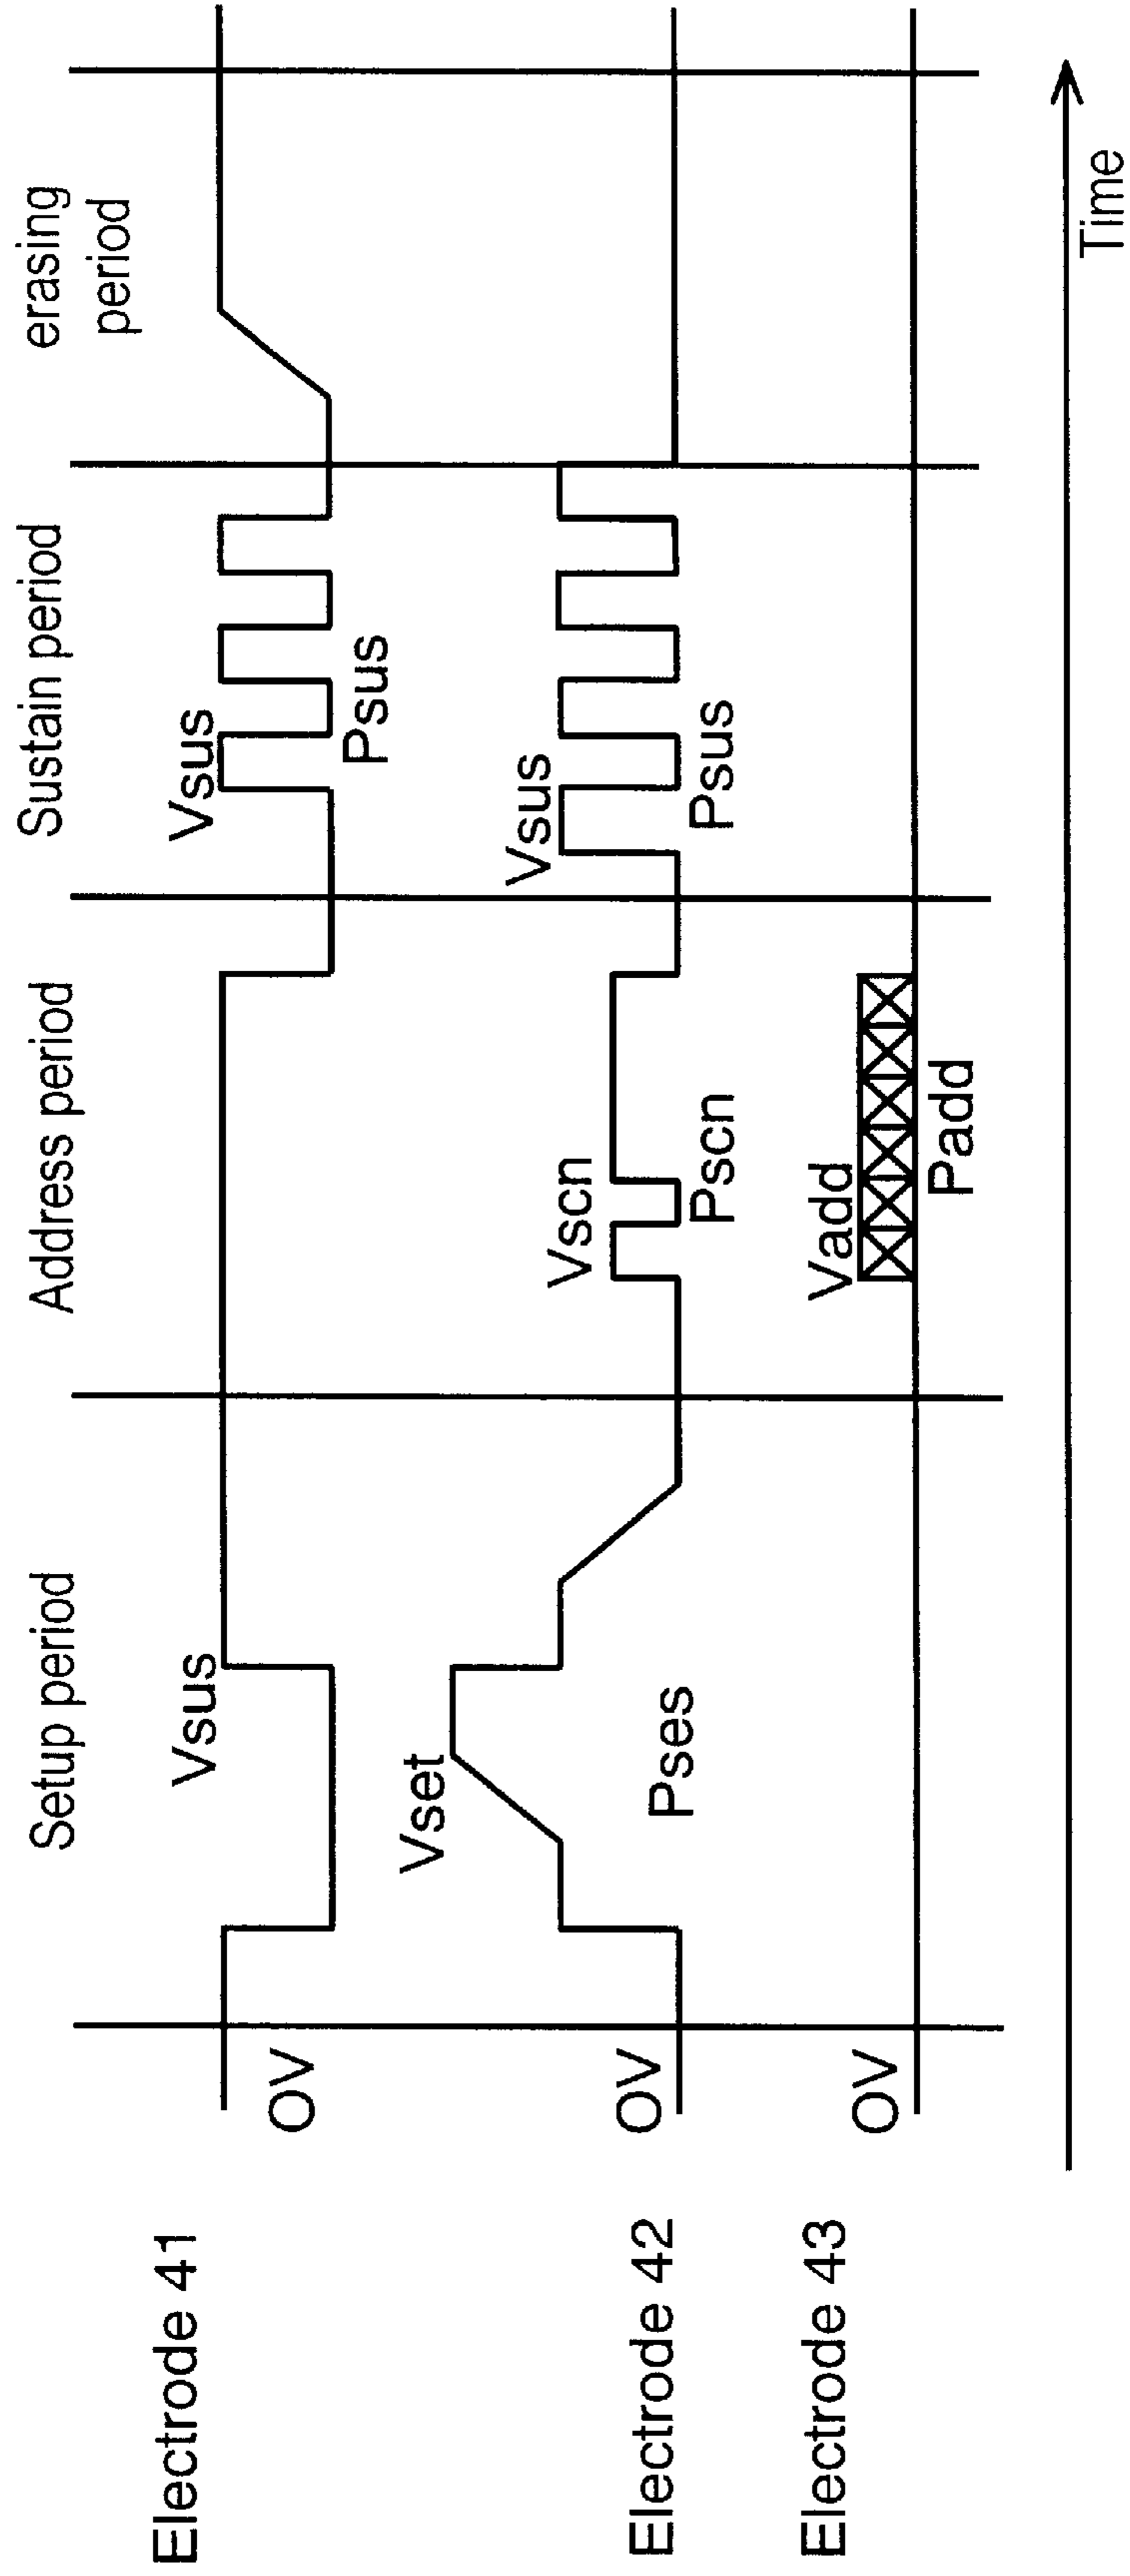 Setup period
Address period
Sustain period
erasing
period
Electrode 41
OV
Vsus
Vsus
Psus
Electrode 42
OV
Vset
Pses
Vscn
Pscn
Vsus
Psus
Electrode 43
OV
Vadd
Padd
Time